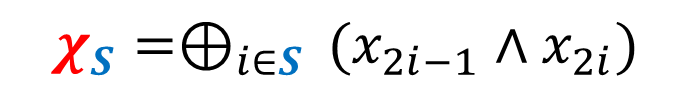 χ_S =⊕_{i∈S} (x_{2i−1} ∧ x_{2i})